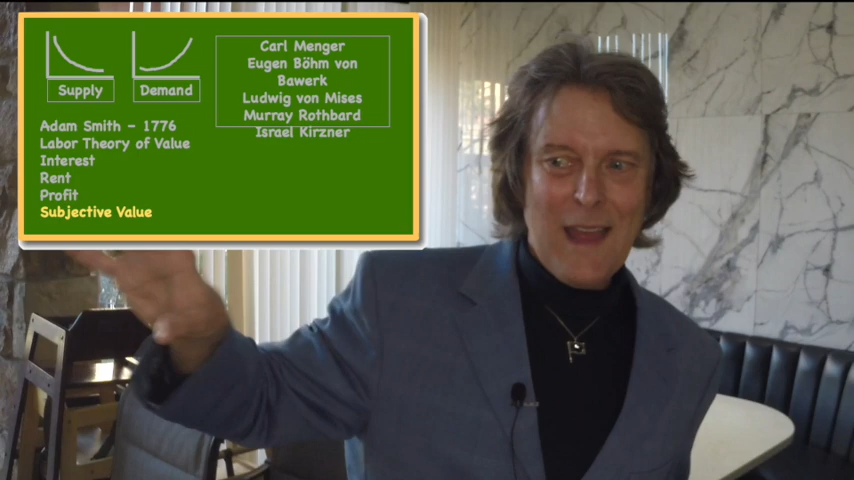 Supply
Demand
Carl Menger
Eugen Böhm von
Bawerk
Ludwig von Mises
Murray Rothbard
Israel Kirzner
Adam Smith – 1776
Labor Theory of Value
Interest
Rent
Profit
Subjective Value